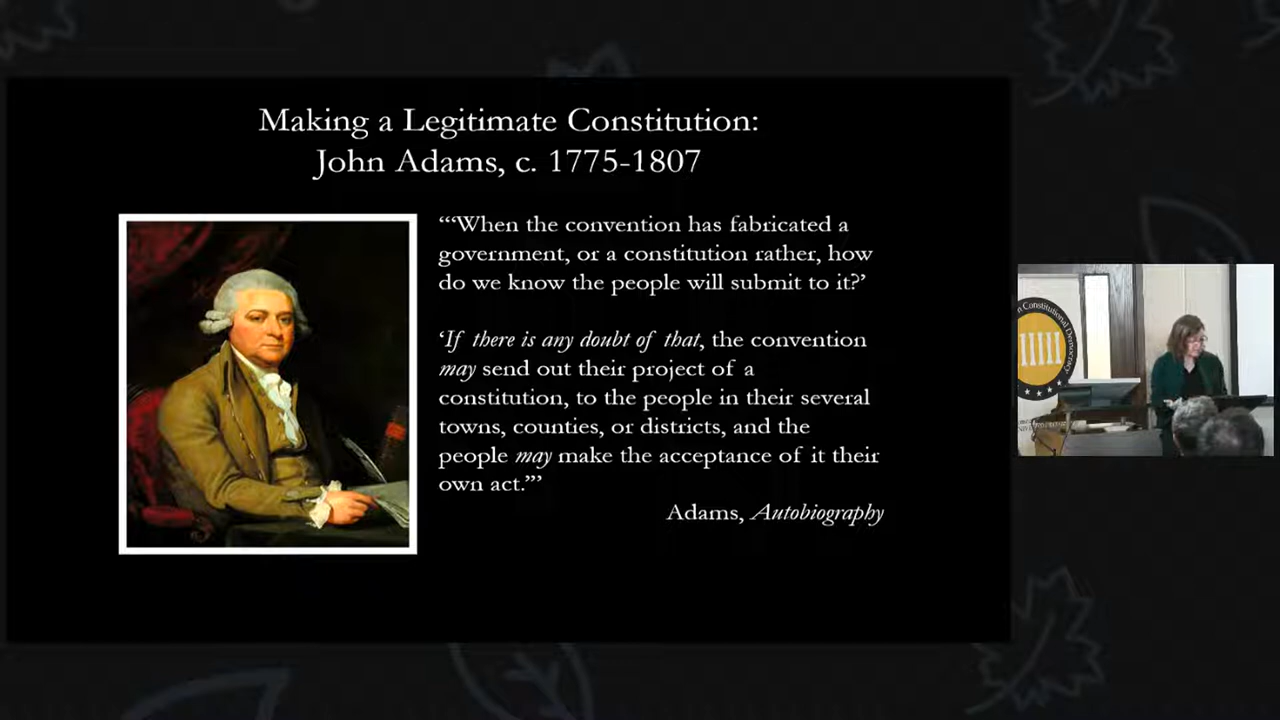 Making a Legitimate Constitution:
John Adams, c. 1775-1807
“‘When the convention has fabricated a
government, or a constitution rather, how
do we know the people will submit to it?’
‘If there is any doubt of that, the convention
may send out their project of a
constitution, to the people in their several
towns, counties, or districts, and the
people may make the acceptance of it their
own act.’”
Adams, Autobiography
n Constitutional Democracy